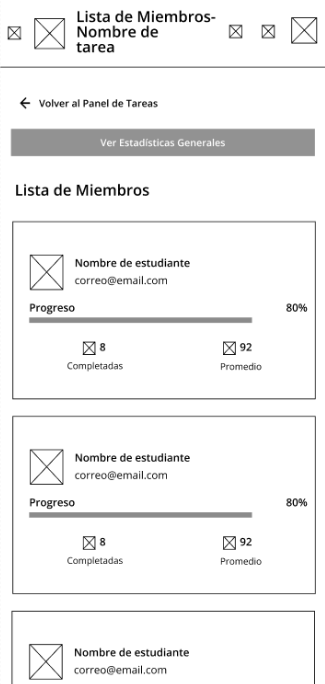 Lista de Miembros-
Nombre de
tarea
Volver al Panel de Tareas
Ver Estadísticas Generales
Lista de Miembros
Nombre de estudiante
correo@email.com
Progreso 80%
8 92
Completadas Promedio
Nombre de estudiante
correo@email.com
Progreso 80%
8 92
Completadas Promedio
Nombre de estudiante
correo@email.com